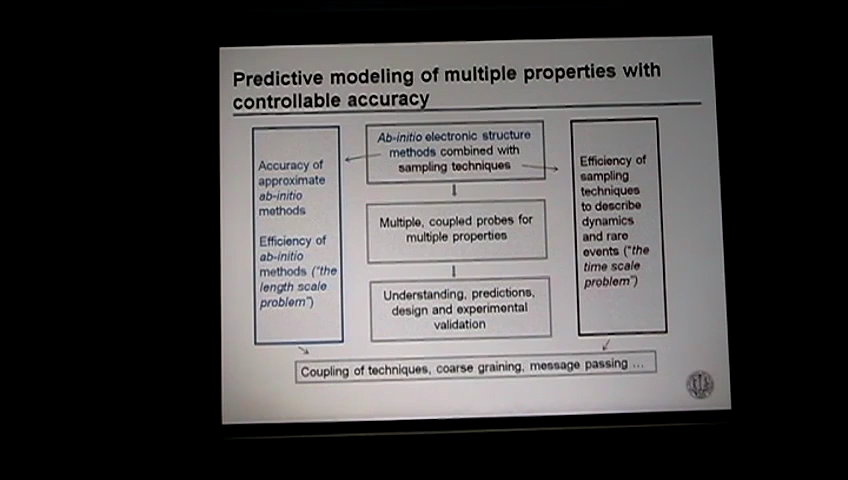 Predictive modeling of multiple properties with
controllable accuracy
Accuracy of
approximate
ab-initio
methods
Efficiency of
ab-initio
methods ("the
length scale
problem")
Ab-initio electronic structure
methods combined with
sampling techniques
Multiple, coupled probes for
multiple properties
Understanding, predictions,
design and experimental
validation
Efficiency of
sampling
techniques
to describe
dynamics
and rare
events ("the
time scale
problem")
Coupling of techniques, coarse graining, message passing ...